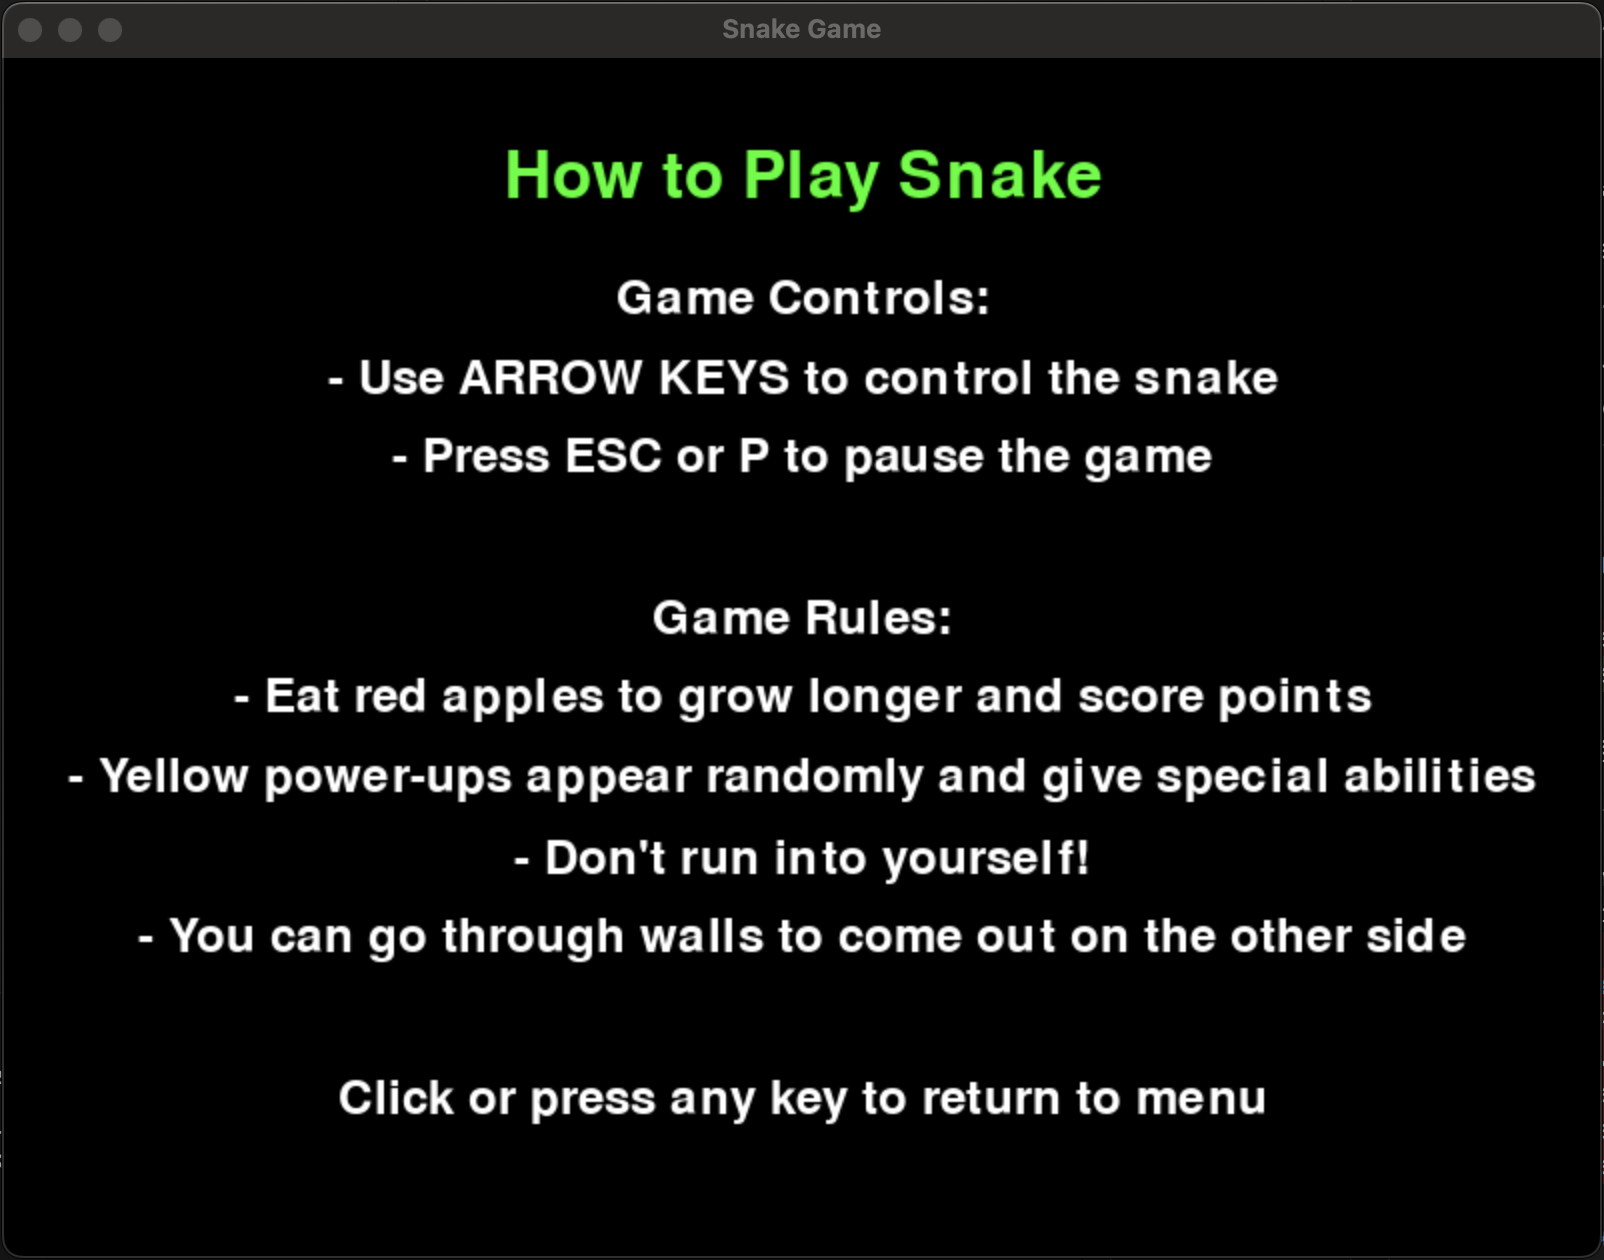 Snake Game
How to Play Snake
Game Controls:
- Use ARROW KEYS to control the snake
- Press ESC or P to pause the game
Game Rules:
- Eat red apples to grow longer and score points
- Yellow power-ups appear randomly and give special abilities
- Don't run into yourself!
- You can go through walls to come out on the other side
Click or press any key to return to menu